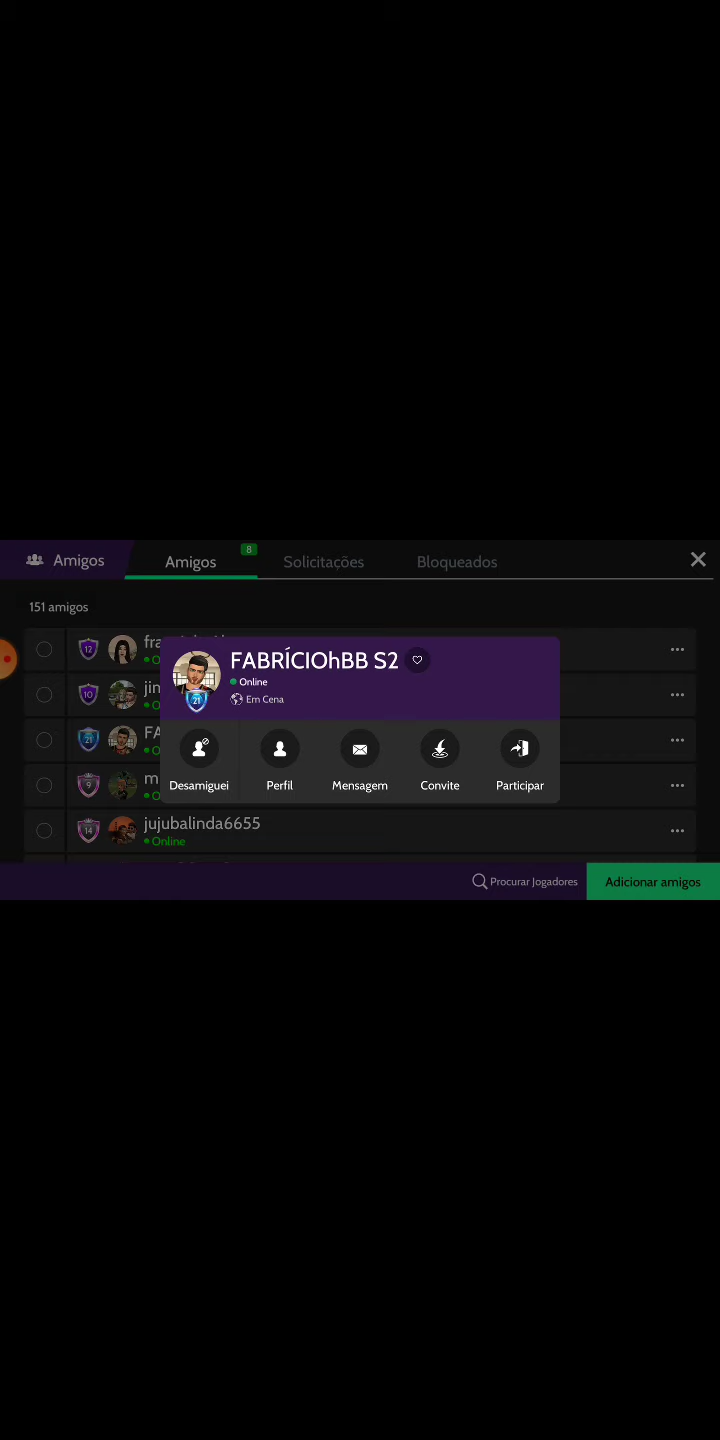 Amigos
Amigos
8
Solicitações
Bloqueados
151 amigos
12
FABRÍCIOhBB S2
Online
21
Em Cena
10
21
FA
Desamiguei
Perfil
Mensagem
Convite
Participar
9
m
14
jujubalinda6655
Online
Procurar Jogadores
Adicionar amigos